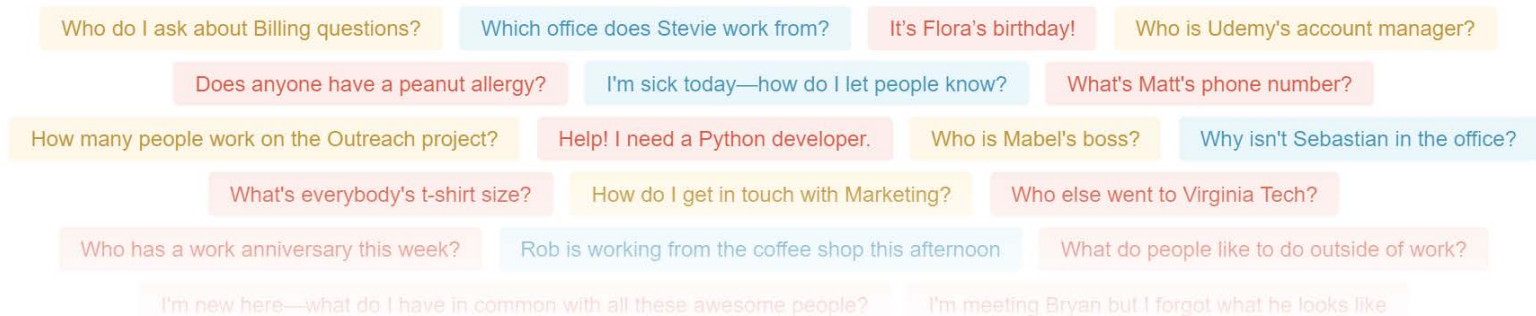 Who do I ask about Billing questions? Which office does Stevie work from? It’s Flora’s birthday! Who is Udemy's account manager?
Does anyone have a peanut allergy? I'm sick today—how do I let people know? What's Matt's phone number?
How many people work on the Outreach project? Help! I need a Python developer. Who is Mabel's boss? Why isn't Sebastian in the office?
What's everybody's t-shirt size? How do I get in touch with Marketing? Who else went to Virginia Tech?
Who has a work anniversary this week? Rob is working from the coffee shop this afternoon What do people like to do outside of work?
I'm new here—what do I have in common with all these awesome people? I'm meeting Bryan but I forgot what he looks like